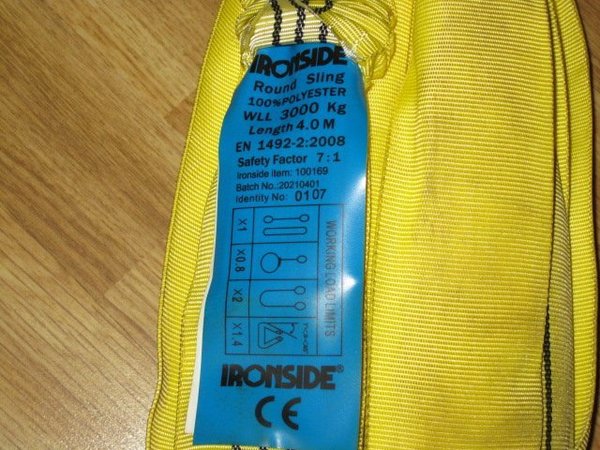 IRONSIDE
Round Sling
100%POLYESTER
WLL 3000 Kg
Length 4.0 M
EN 1492-2:2008
Safety Factor 7:1
Ironside item: 100169
Batch No.:20210401
Identity No: 0107
WORKING LOAD LIMITS
X1
X0.8
X2
X1.4
IRONSIDE®
CE